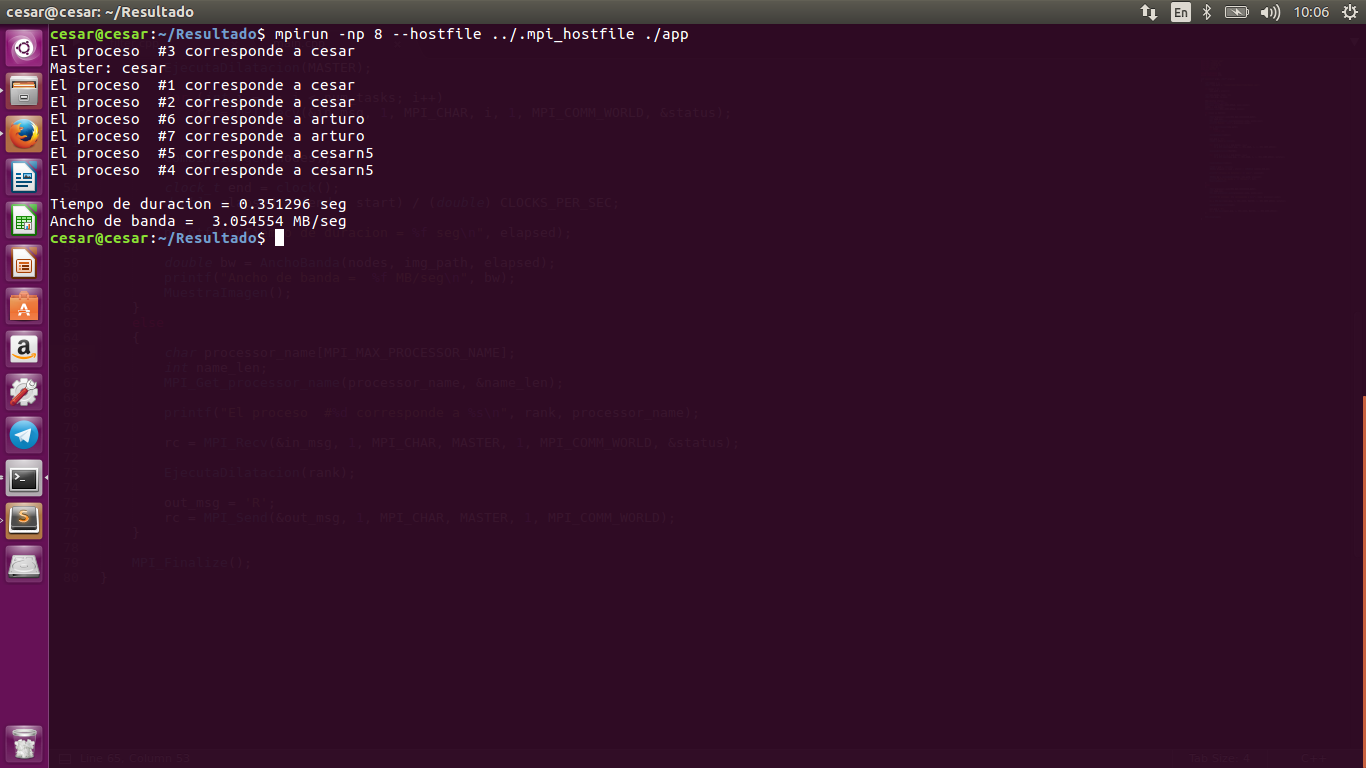 cesar@cesar: ~/Resultado
En
10:06
cesar@cesar:~/Resultado$ mpirun -np 8 --hostfile ../.mpi_hostfile ./app
El proceso  #3 corresponde a cesar
Master: cesar
El proceso  #1 corresponde a cesar
El proceso  #2 corresponde a cesar
El proceso  #6 corresponde a arturo
El proceso  #7 corresponde a arturo
El proceso  #5 corresponde a cesarn5
El proceso  #4 corresponde a cesarn5
Tiempo de duracion = 0.351296 seg
Ancho de banda =  3.054554 MB/seg
cesar@cesar:~/Resultado$